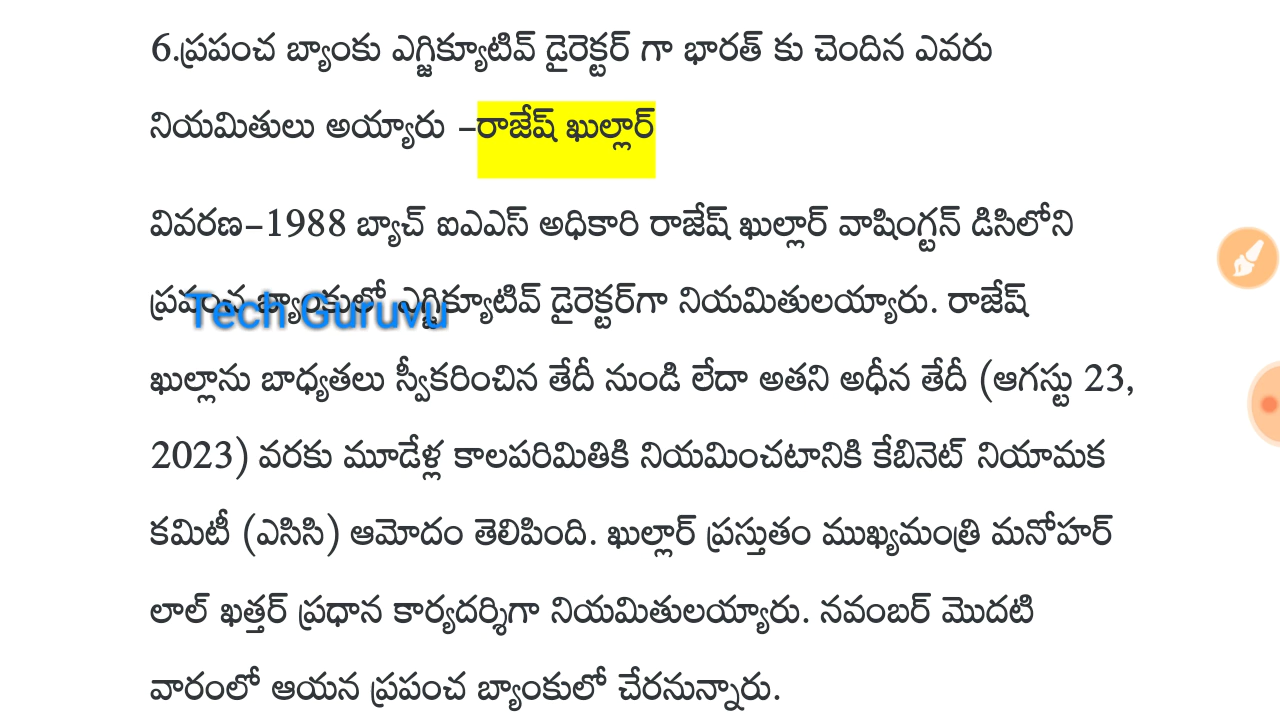 6.ప్రపంచ బ్యాంకు ఎగ్జిక్యూటివ్ డైరెక్టర్ గా భారత్ కు చెందిన ఎవరు
నియమితులు అయ్యారు –రాజేష్ ఖుల్లార్
వివరణ–1988 బ్యాచ్ ఐఎఎస్ అధికారి రాజేష్ ఖుల్లార్ వాషింగ్టన్ డిసిలోని
ప్రపంచ బ్యాంకులో ఎగ్జిక్యూటివ్ డైరెక్టర్‌గా నియమితులయ్యారు. రాజేష్
Tech Guruvu
ఖుల్లాను బాధ్యతలు స్వీకరించిన తేదీ నుండి లేదా అతని అధీన తేదీ (ఆగస్టు 23,
2023) వరకు మూడేళ్ల కాలపరిమితికి నియమించటానికి కేబినెట్ నియామక
కమిటీ (ఎసిసి) ఆమోదం తెలిపింది. ఖుల్లార్ ప్రస్తుతం ముఖ్యమంత్రి మనోహర్
లాల్ ఖత్తర్ ప్రధాన కార్యదర్శిగా నియమితులయ్యారు. నవంబర్ మొదటి
వారంలో ఆయన ప్రపంచ బ్యాంకులో చేరనున్నారు.